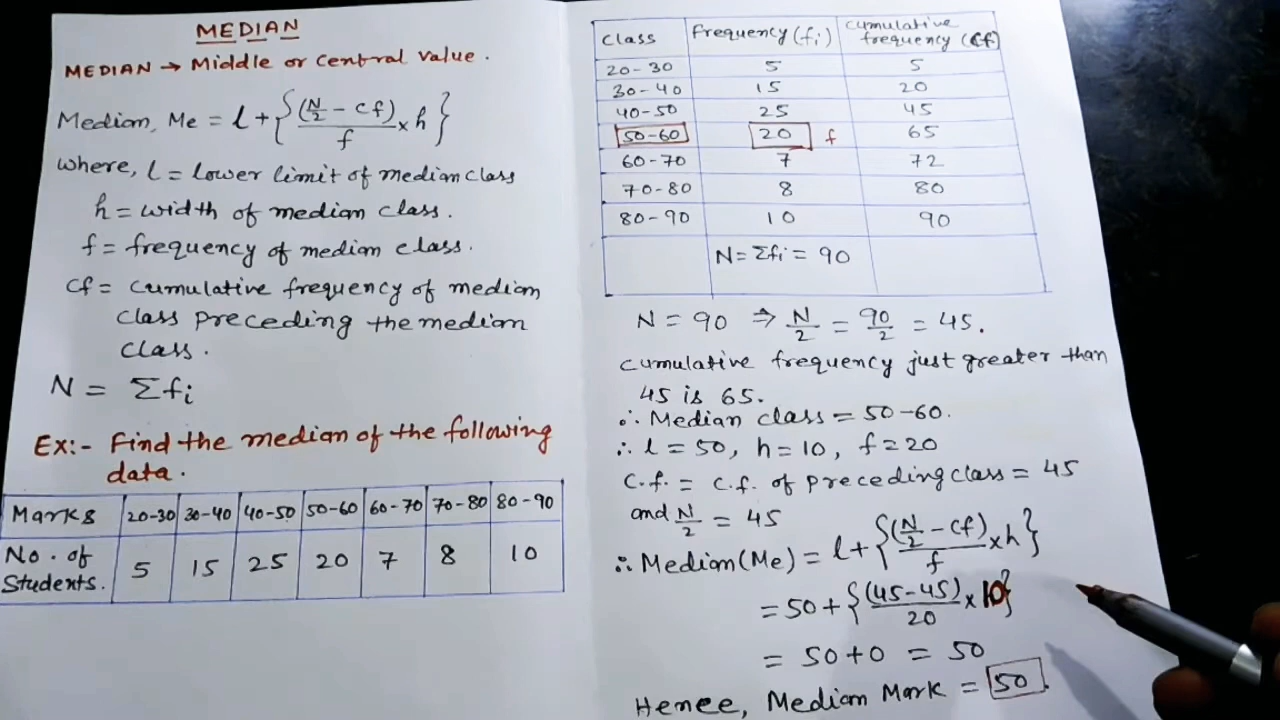 MEDIAN
MEDIAN → Middle or central value.
Median, Me = l + {(N/2 - cf)/f × h}
where, l = lower limit of median class
h = width of median class.
f = frequency of median class.
cf = cumulative frequency of median
class preceding the median
class.
N = Σfi
Ex:- Find the median of the following
data.
Marks 20-30 30-40 40-50 50-60 60-70 70-80 80-90
No. of
Students. 5 15 25 20 7 8 10
Class Frequency (fi) Cumulative
frequency (cf)
20-30 5 5
30-40 15 20
40-50 25 45
50-60 20 f 65
60-70 7 72
70-80 8 80
80-90 10 90
N = Σfi = 90
N = 90 ⇒ N/2 = 90/2 = 45.
cumulative frequency just greater than
45 is 65.
∴ Median class = 50-60.
∴ l = 50, h = 10, f = 20
C.f. = C.f. of preceding class = 45
and N/2 = 45
∴ Median (Me) = l + {(N/2 - cf)/f × h}
= 50 + {(45-45)/20 × 10}
= 50 + 0 = 50
Hence, Median Mark = 50.